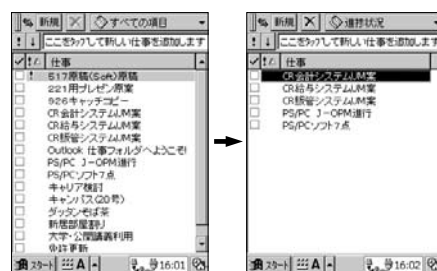 新規 すべての項目
ここをタップして新しい仕事を追加します
仕事
517原稿(Soft)原稿
221用プレゼン原案
926キャッチコピー
CR会計システムJM案
CR給与システムJM案
CR販管システムJM案
Outlook 仕事フォルダへようこそ!
PS/PC J-OPM進行
PS/PCソフト7点
キャリア検討
キャンバス(20号)
ダッタンそば茶
新居部屋割り
大学・公開講義利用
免許更新
スタート A 16:01
新規 進捗状況
ここをタップして新しい仕事を追加します
仕事
CR会計システムJM案
CR給与システムJM案
CR販管システムJM案
PS/PC J-OPM進行
PS/PCソフト7点
スタート A 16:02